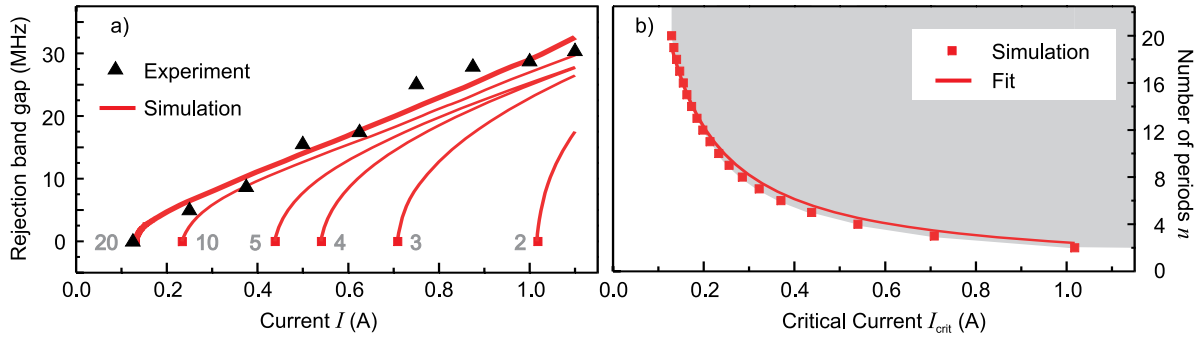 a)
Experiment
Simulation
Rejection band gap (MHz)
30
20
10
0
20
10
5
4
3
2
0.0
0.2
0.4
0.6
0.8
1.0
Current I (A)
b)
Simulation
Fit
20
16
12
8
4
0
Number of periods n
0.0
0.2
0.4
0.6
0.8
1.0
Critical Current Icrit (A)